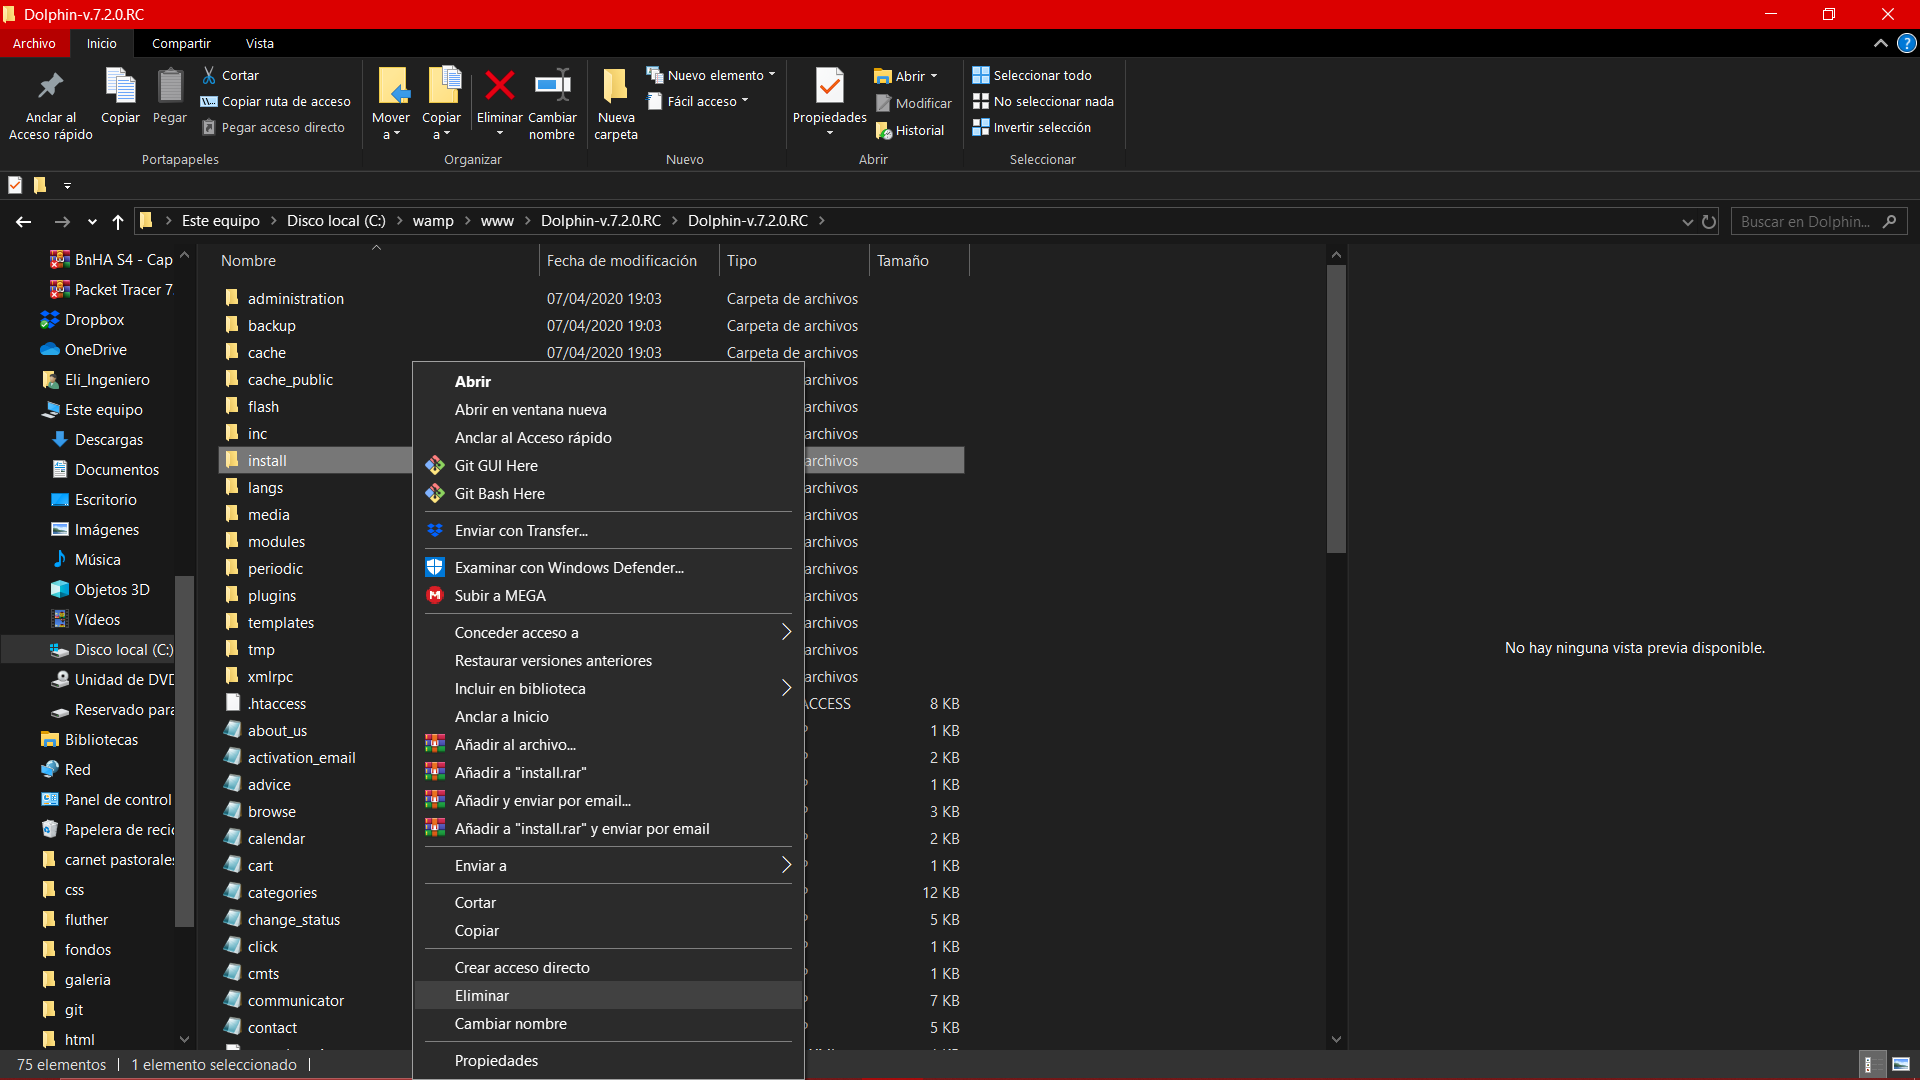 Dolphin-v.7.2.0.RC
Archivo Inicio Compartir Vista
Anclar al
Acceso rápido
Copiar
Pegar
Cortar
Copiar ruta de acceso
Pegar acceso directo
Portapapeles
Mover
a
Copiar
a
Eliminar
Cambiar
nombre
Organizar
Nueva
carpeta
Nuevo elemento
Fácil acceso
Nuevo
Propiedades
Abrir
Modificar
Historial
Abrir
Seleccionar todo
No seleccionar nada
Invertir selección
Seleccionar
Este equipo Disco local (C:) wamp www Dolphin-v.7.2.0.RC Dolphin-v.7.2.0.RC
Buscar en Dolphin...
BnHA S4 - Cap
Packet Tracer 7.
Dropbox
OneDrive
Eli_Ingeniero
Este equipo
Descargas
Documentos
Escritorio
Imágenes
Música
Objetos 3D
Vídeos
Disco local (C:)
Unidad de DVD
Reservado para
Bibliotecas
Red
Panel de control
Papelera de reci
carnet pastorales
css
fluther
fondos
galeria
git
html
Nombre Fecha de modificación Tipo Tamaño
administration 07/04/2020 19:03 Carpeta de archivos
backup 07/04/2020 19:03 Carpeta de archivos
cache 07/04/2020 19:03 Carpeta de archivos
cache_public archivos
flash archivos
inc archivos
install archivos
langs archivos
media archivos
modules archivos
periodic archivos
plugins archivos
templates archivos
tmp archivos
xmlrpc archivos
.htaccess ACCESS 8 KB
about_us 1 KB
activation_email 2 KB
advice 1 KB
browse 3 KB
calendar 2 KB
cart 1 KB
categories 12 KB
change_status 5 KB
click 1 KB
cmts 1 KB
communicator 7 KB
contact 5 KB
Abrir
Abrir en ventana nueva
Anclar al Acceso rápido
Git GUI Here
Git Bash Here
Enviar con Transfer...
Examinar con Windows Defender...
Subir a MEGA
Conceder acceso a
Restaurar versiones anteriores
Incluir en biblioteca
Anclar a Inicio
Añadir al archivo...
Añadir a "install.rar"
Añadir y enviar por email...
Añadir a "install.rar" y enviar por email
Enviar a
Cortar
Copiar
Crear acceso directo
Eliminar
Cambiar nombre
Propiedades
No hay ninguna vista previa disponible.
75 elementos 1 elemento seleccionado